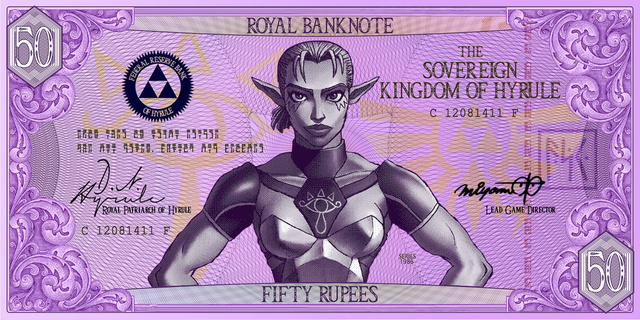 50
ROYAL BANKNOTE
FEDERAL RESERVE BANK
OF HYRULE
THE
SOVEREIGN
KINGDOM OF HYRULE
C 12081411 F
ROYAL PATRIARCH OF HYRULE
C 12081411 F
LEAD GAME DIRECTOR
SERIES
1986
FIFTY RUPEES
50